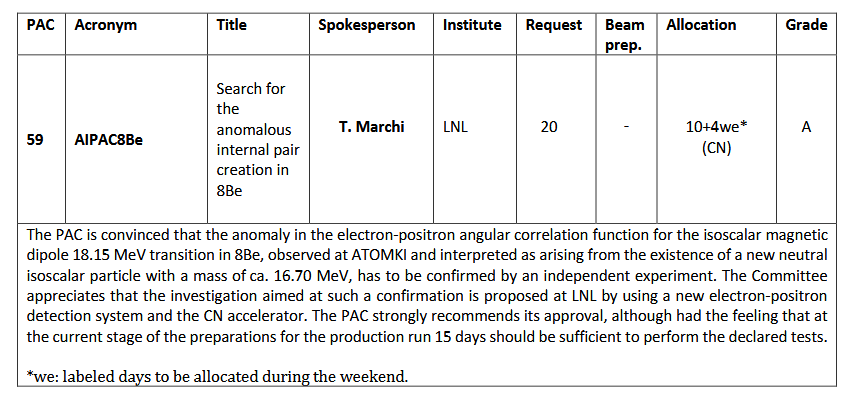 PAC Acronym Title Spokesperson Institute Request Beam prep. Allocation Grade
59 AIPAC8Be Search for the anomalous internal pair creation in 8Be T. Marchi LNL 20 - 10+4we* (CN) A
The PAC is convinced that the anomaly in the electron-positron angular correlation function for the isoscalar magnetic
dipole 18.15 MeV transition in 8Be, observed at ATOMKI and interpreted as arising from the existence of a new neutral
isoscalar particle with a mass of ca. 16.70 MeV, has to be confirmed by an independent experiment. The Committee
appreciates that the investigation aimed at such a confirmation is proposed at LNL by using a new electron-positron
detection system and the CN accelerator. The PAC strongly recommends its approval, although had the feeling that at
the current stage of the preparations for the production run 15 days should be sufficient to perform the declared tests.
*we: labeled days to be allocated during the weekend.